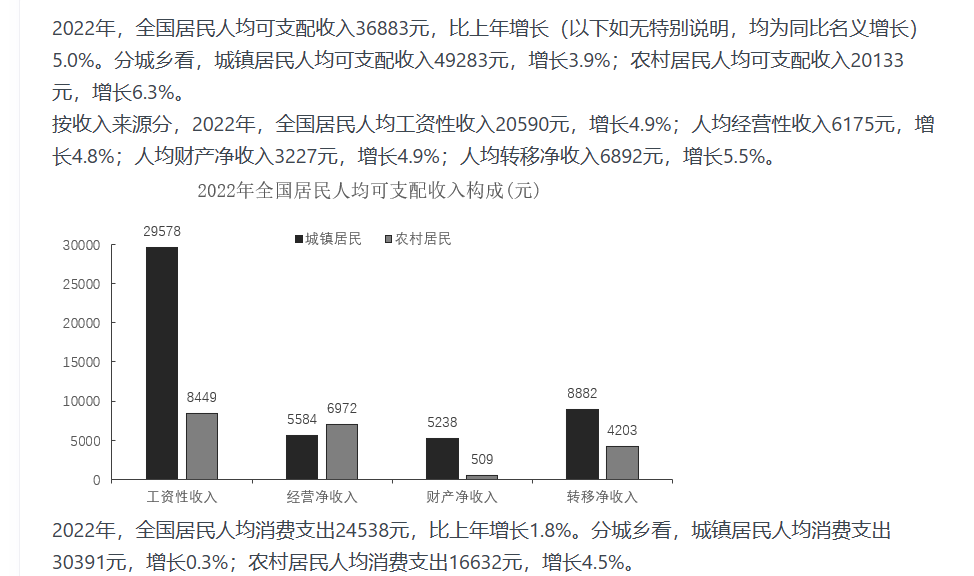 2022年，全国居民人均可支配收入36883元，比上年增长（以下如无特别说明，均为同比名义增长）
5.0%。分城乡看，城镇居民人均可支配收入49283元，增长3.9%；农村居民人均可支配收入20133
元，增长6.3%。
按收入来源分，2022年，全国居民人均工资性收入20590元，增长4.9%；人均经营性收入6175元，增
长4.8%；人均财产净收入3227元，增长4.9%；人均转移净收入6892元，增长5.5%。
2022年全国居民人均可支配收入构成(元)
城镇居民 农村居民
30000
25000
20000
15000
10000
5000
0
29578
8449
5584
6972
5238
509
8882
4203
工资性收入 经营净收入 财产净收入 转移净收入
2022年，全国居民人均消费支出24538元，比上年增长1.8%。分城乡看，城镇居民人均消费支出
30391元，增长0.3%；农村居民人均消费支出16632元，增长4.5%。